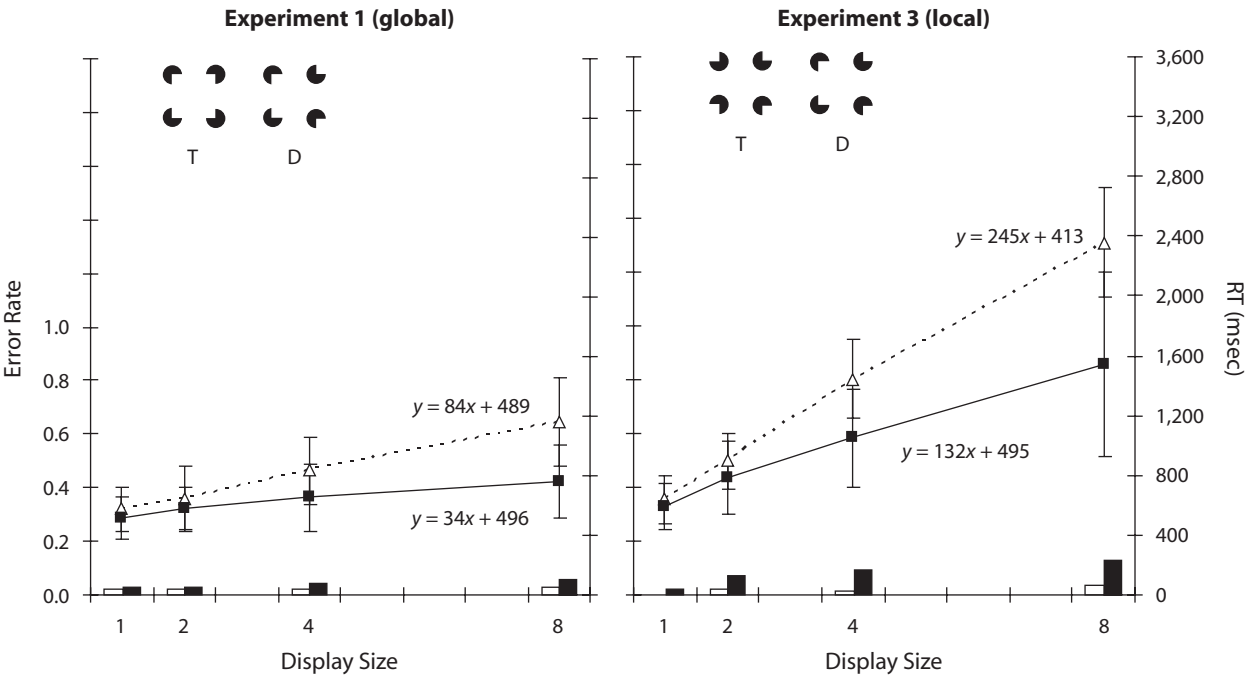 Experiment 1 (global)
Experiment 3 (local)
T D
T D
Error Rate
1.0
0.8
0.6
0.4
0.2
0.0
y = 84x + 489
y = 34x + 496
1 2 4 8
Display Size
y = 245x + 413
y = 132x + 495
1 2 4 8
Display Size
3,600
3,200
2,800
2,400
2,000
1,600
1,200
800
400
0
RT (msec)